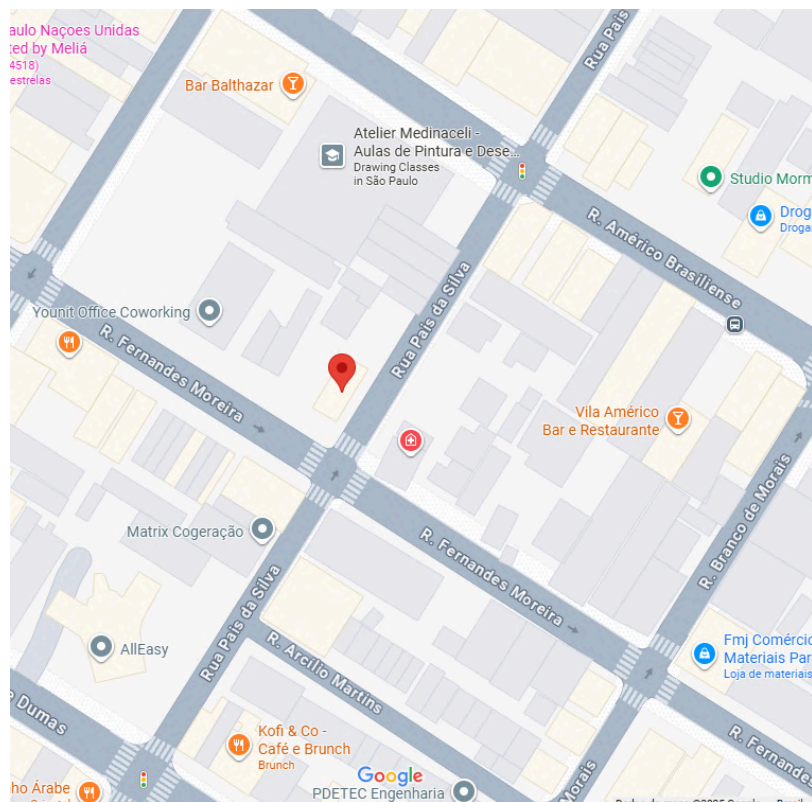 aulo Naçoes Unidas
ted by Meliá
4518)
estrelas
Bar Balthazar
Rua Pais
Atelier Medinaceli -
Aulas de Pintura e Dese...
Drawing Classes
in São Paulo
Studio Morm
Drog
Droga
R. Américo Brasiliense
Rua Pais da Silva
Younit Office Coworking
R. Fernandes Moreira
Vila Américo
Bar e Restaurante
R. Branco de Morais
Matrix Cogeração
R. Fernandes Moreira
Rua Pais da Silva
AllEasy
R. Arcílio Martins
Fmj Comércio
Materiais Par
Loja de materiais
e Dumas
Kofi & Co -
Café e Brunch
Brunch
R. Fernande
Morais
Google
ho Árabe
PDETEC Engenharia